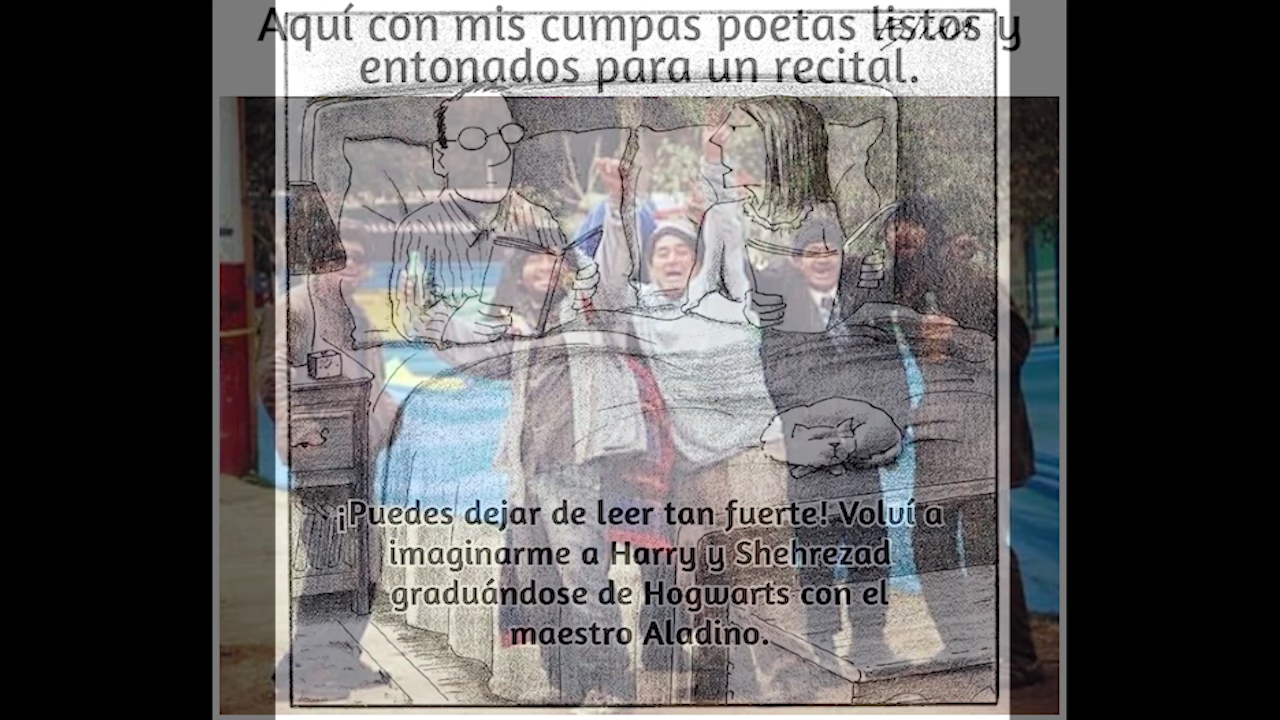 Aquí con mis cumpas poetas listos y
entonados para un recital.
¡Puedes dejar de leer tan fuerte! Volví a
imaginarme a Harry y Shehrezad
graduándose de Hogwarts con el
maestro Aladino.